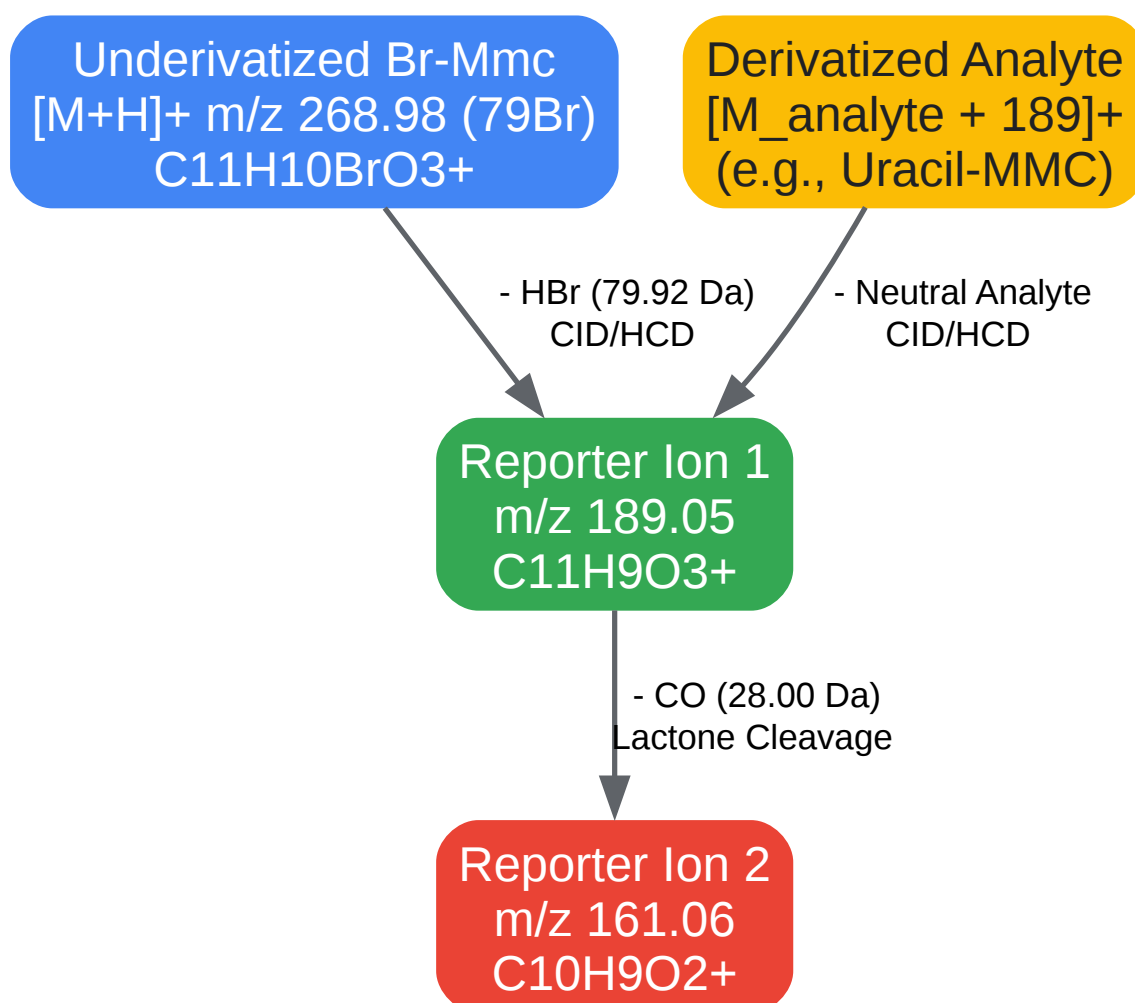 Underivatized Br-Mmc
[M+H]+ m/z 268.98 (79Br)
C11H10BrO3+
Derivatized Analyte
[M_analyte + 189]+
(e.g., Uracil-MMC)
- HBr (79.92 Da)
CID/HCD
- Neutral Analyte
CID/HCD
Reporter Ion 1
m/z 189.05
C11H9O3+
- CO (28.00 Da)
Lactone Cleavage
Reporter Ion 2
m/z 161.06
C10H9O2+